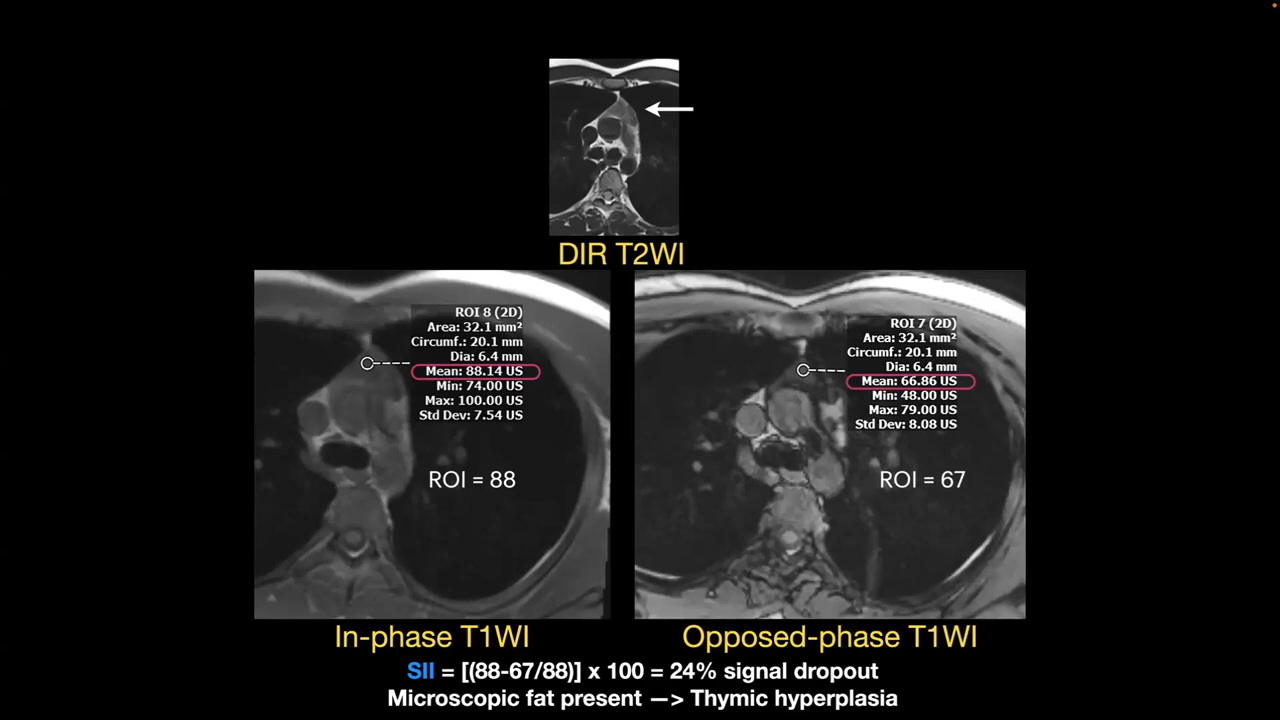 DIR T2WI
ROI 8 (2D)
Area: 32.1 mm²
Circumf.: 20.1 mm
Dia: 6.4 mm
Mean: 88.14 US
Min: 74.00 US
Max: 100.00 US
Std Dev: 7.54 US
ROI = 88
ROI 7 (2D)
Area: 32.1 mm²
Circumf.: 20.1 mm
Dia: 6.4 mm
Mean: 66.86 US
Min: 48.00 US
Max: 79.00 US
Std Dev: 8.08 US
ROI = 67
In-phase T1WI
Opposed-phase T1WI
SII = [(88-67/88)] x 100 = 24% signal dropout
Microscopic fat present —> Thymic hyperplasia